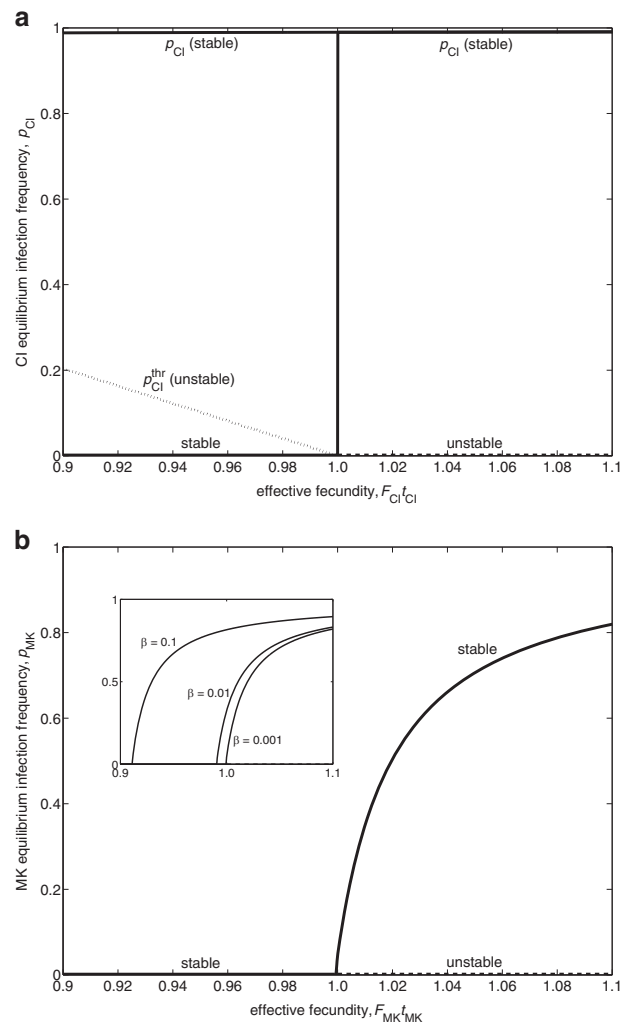 a
CI equilibrium infection frequency, p_CI
1
0.8
0.6
0.4
0.2
0
p_CI (stable)
p_CI (stable)
p_CI^thr (unstable)
stable
unstable
0.9 0.92 0.94 0.96 0.98 1.0 1.02 1.04 1.06 1.08 1.1
effective fecundity, F_CI t_CI
b
MK equilibrium infection frequency, p_MK
1
0.8
0.6
0.4
0.2
0
1
0.5
0
β = 0.1
β = 0.01
β = 0.001
0.9 1.0 1.1
stable
stable
unstable
0.9 0.92 0.94 0.96 0.98 1.0 1.02 1.04 1.06 1.08 1.1
effective fecundity, F_MK t_MK